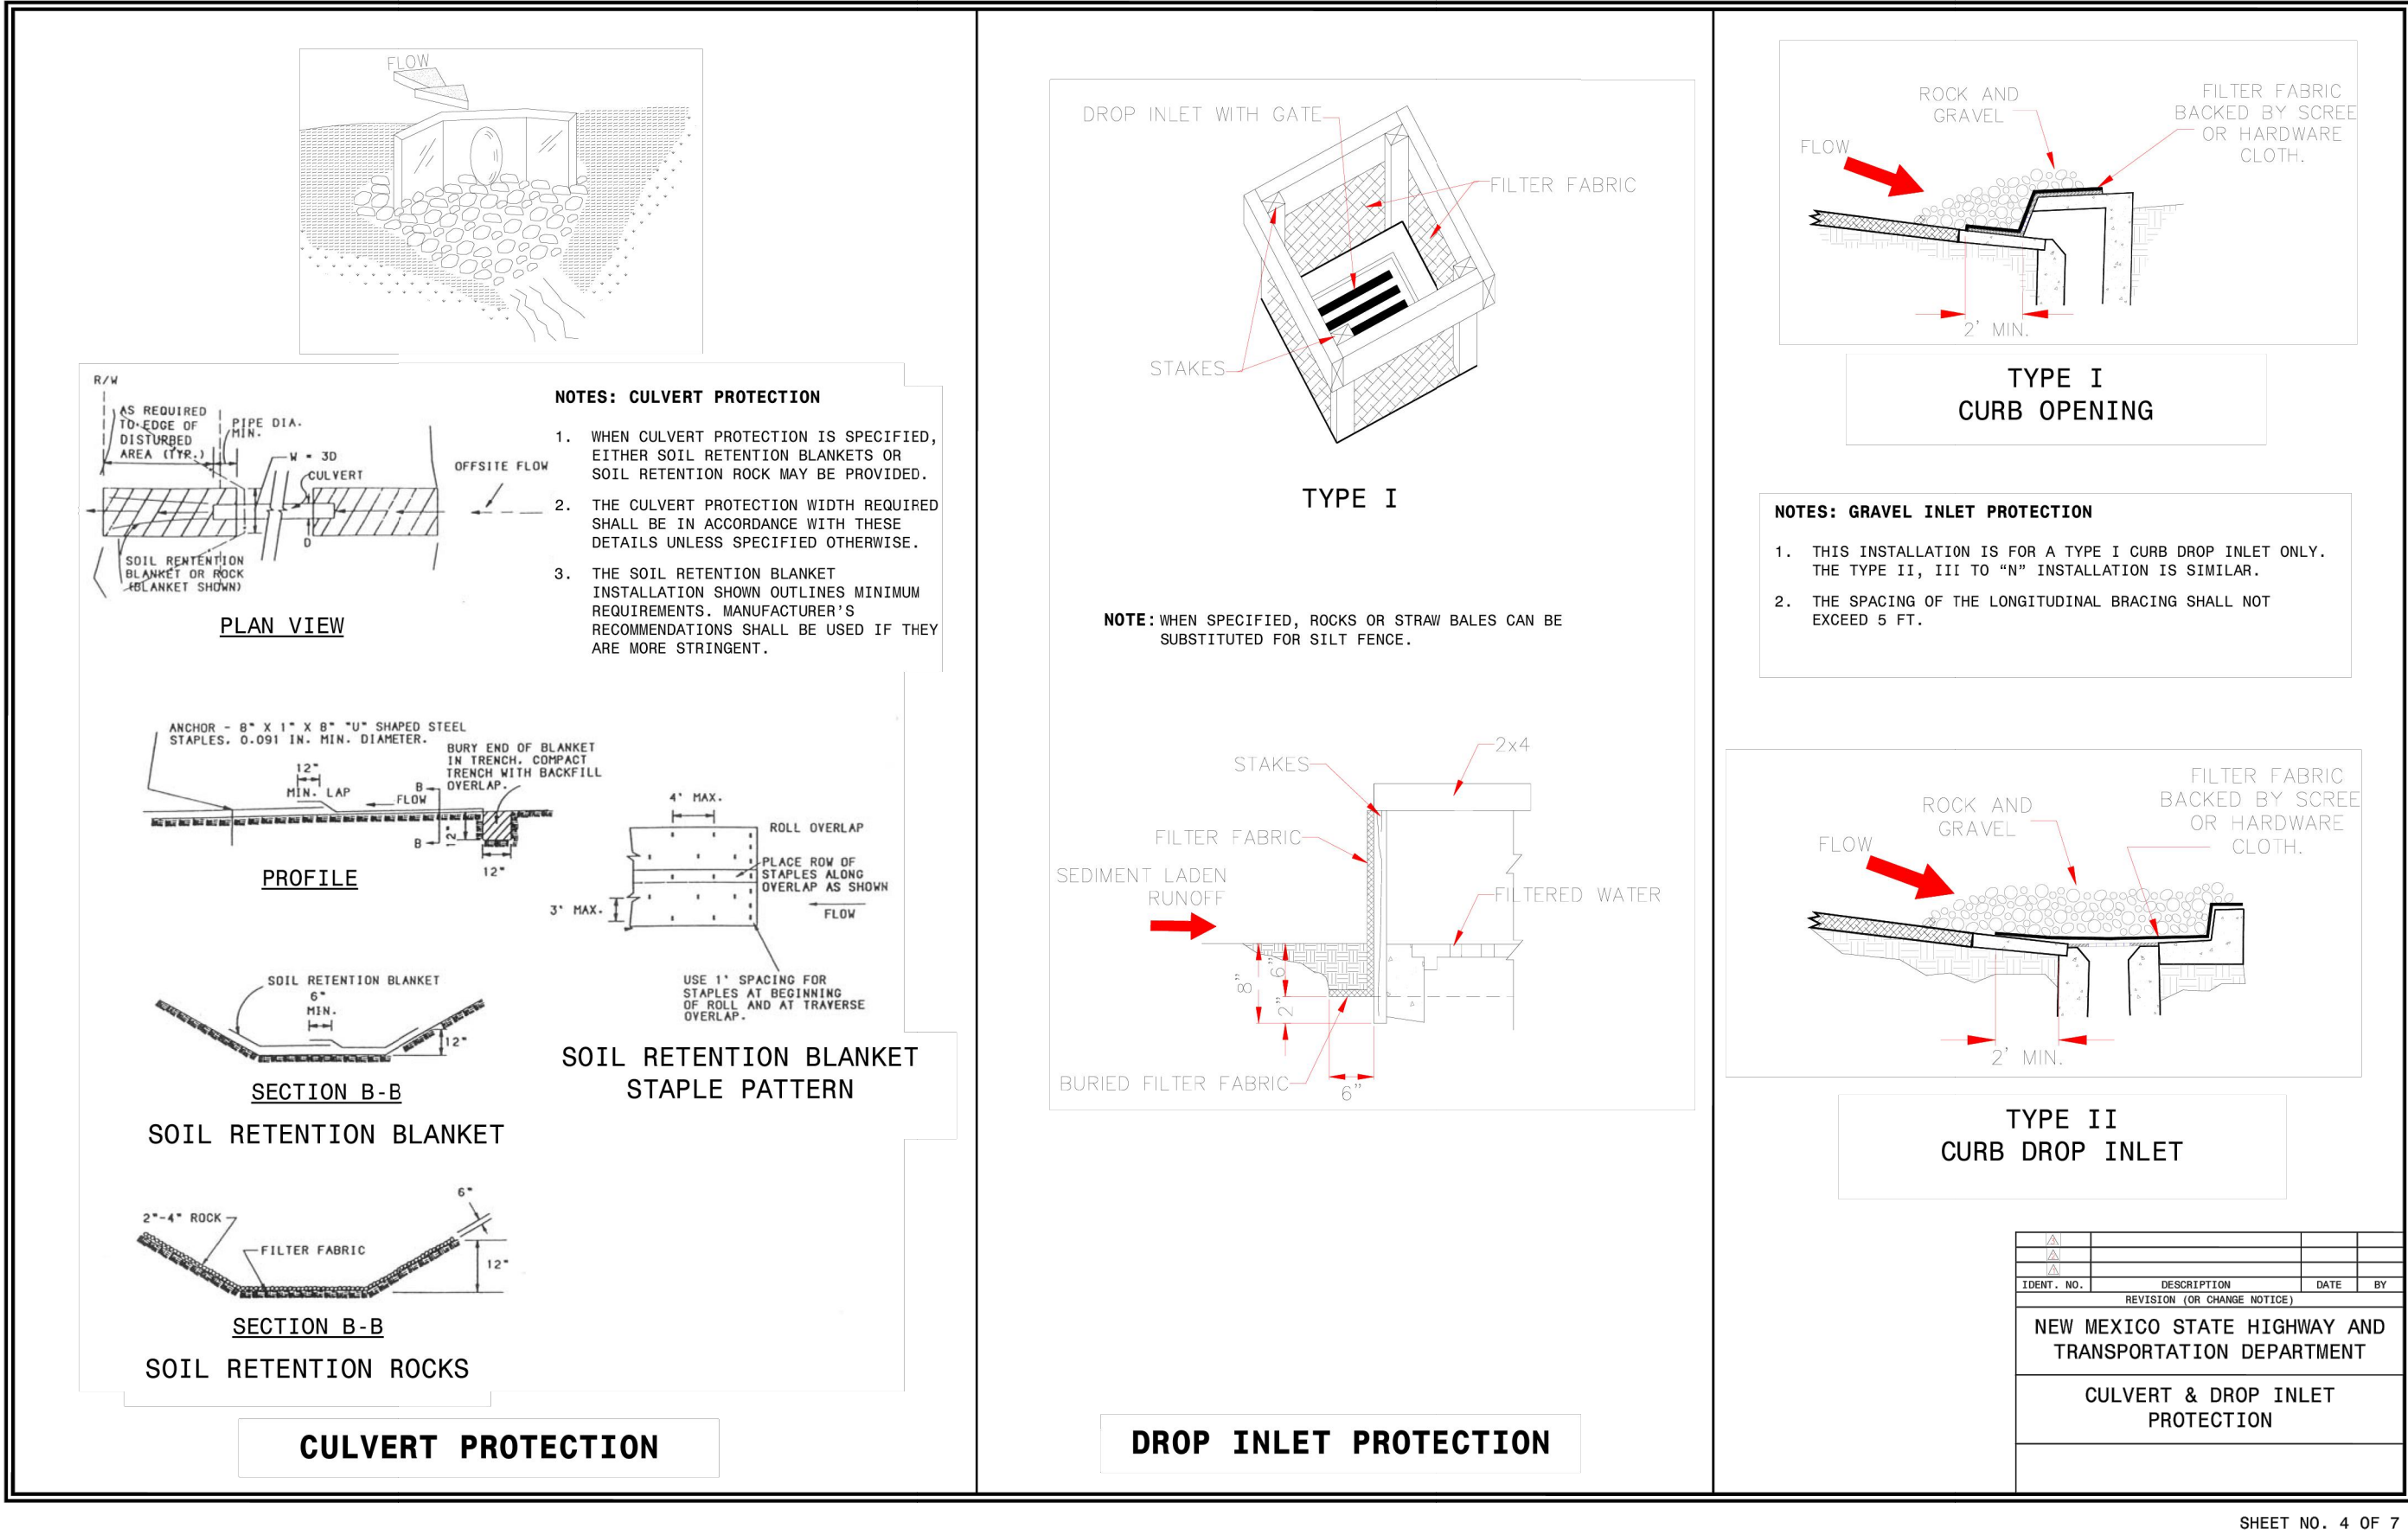 FLOW
R/W
AS REQUIRED
TO EDGE OF
DISTURBED
AREA (TYP.)
PIPE DIA.
MIN.
W = 3D
CULVERT
OFFSITE FLOW
D
SOIL RENTENTION
BLANKET OR ROCK
(BLANKET SHOWN)
PLAN VIEW
NOTES: CULVERT PROTECTION
1. WHEN CULVERT PROTECTION IS SPECIFIED,
EITHER SOIL RETENTION BLANKETS OR
SOIL RETENTION ROCK MAY BE PROVIDED.
2. THE CULVERT PROTECTION WIDTH REQUIRED
SHALL BE IN ACCORDANCE WITH THESE
DETAILS UNLESS SPECIFIED OTHERWISE.
3. THE SOIL RETENTION BLANKET
INSTALLATION SHOWN OUTLINES MINIMUM
REQUIREMENTS. MANUFACTURER'S
RECOMMENDATIONS SHALL BE USED IF THEY
ARE MORE STRINGENT.
ANCHOR - 8" X 1" X 8" "U" SHAPED STEEL
STAPLES. 0.091 IN. MIN. DIAMETER.
12"
MIN. LAP
B
FLOW
BURY END OF BLANKET
IN TRENCH. COMPACT
TRENCH WITH BACKFILL
OVERLAP.
B
12"
12"
PROFILE
4' MAX.
ROLL OVERLAP
PLACE ROW OF
STAPLES ALONG
OVERLAP AS SHOWN
3' MAX.
FLOW
USE 1' SPACING FOR
STAPLES AT BEGINNING
OF ROLL AND AT TRAVERSE
OVERLAP.
SOIL RETENTION BLANKET
STAPLE PATTERN
SOIL RETENTION BLANKET
6"
MIN.
12"
SECTION B-B
SOIL RETENTION BLANKET
6"
2"-4" ROCK
FILTER FABRIC
12"
SECTION B-B
SOIL RETENTION ROCKS
CULVERT PROTECTION
DROP INLET WITH GATE
FILTER FABRIC
STAKES
TYPE I
NOTE: WHEN SPECIFIED, ROCKS OR STRAW BALES CAN BE
SUBSTITUTED FOR SILT FENCE.
2x4
STAKES
FILTER FABRIC
SEDIMENT LADEN
RUNOFF
FILTERED WATER
8"
6"
2"
BURIED FILTER FABRIC
6"
DROP INLET PROTECTION
ROCK AND
GRAVEL
FILTER FABRIC
BACKED BY SCREE
OR HARDWARE
CLOTH.
FLOW
2' MIN.
TYPE I
CURB OPENING
NOTES: GRAVEL INLET PROTECTION
1. THIS INSTALLATION IS FOR A TYPE I CURB DROP INLET ONLY.
THE TYPE II, III TO “N” INSTALLATION IS SIMILAR.
2. THE SPACING OF THE LONGITUDINAL BRACING SHALL NOT
EXCEED 5 FT.
FILTER FABRIC
BACKED BY SCREE
OR HARDWARE
CLOTH.
ROCK AND
GRAVEL
FLOW
2' MIN.
TYPE II
CURB DROP INLET
IDENT. NO. DESCRIPTION DATE BY
REVISION (OR CHANGE NOTICE)
NEW MEXICO STATE HIGHWAY AND
TRANSPORTATION DEPARTMENT
CULVERT & DROP INLET
PROTECTION
SHEET NO. 4 OF 7